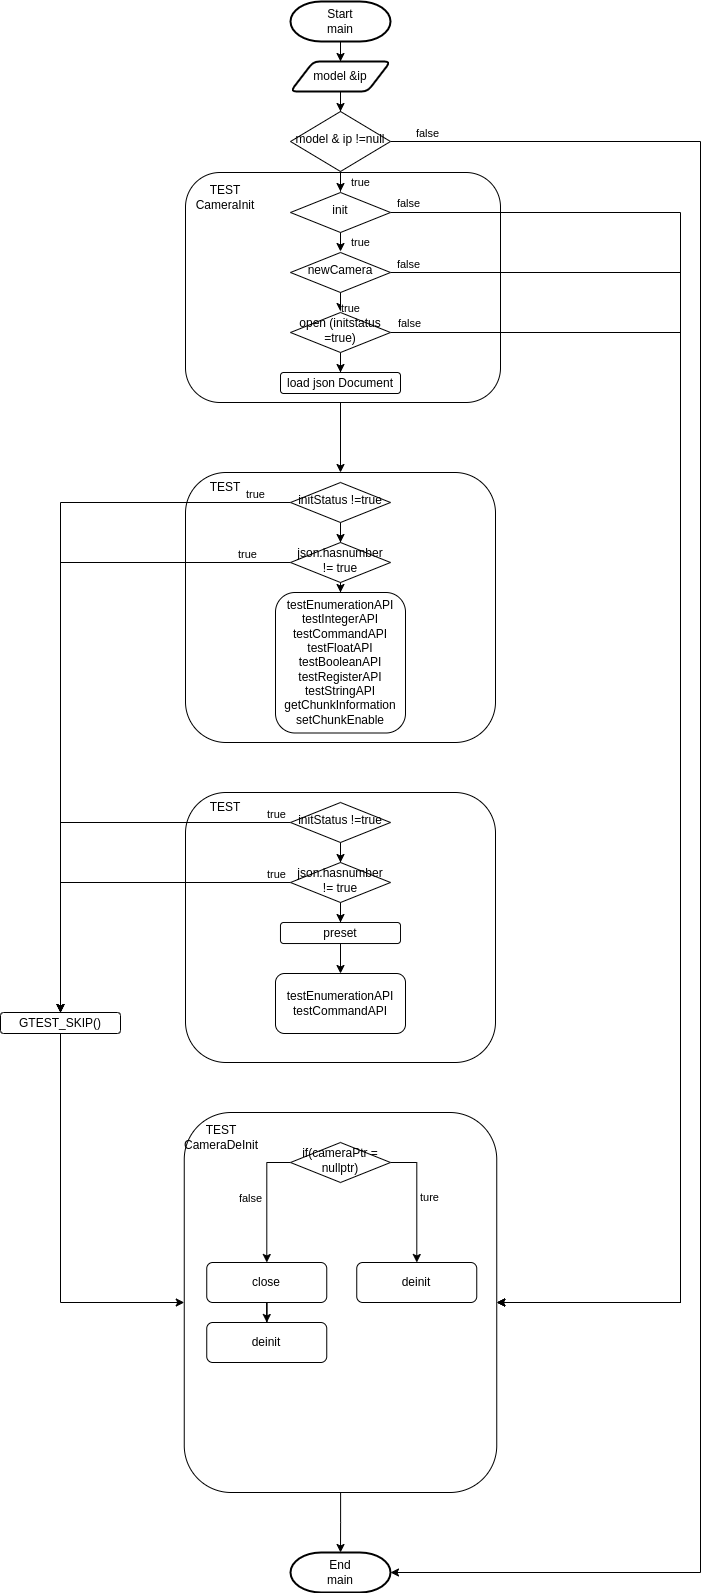 Start
main
model &ip
model & ip !=null
false
true
TEST
CameraInit
init
false
true
newCamera
false
true
open (initstatus
=true)
false
load json Document
TEST
true
initStatus !=true
true
json.hasnumber
!= true
testEnumerationAPI
testIntegerAPI
testCommandAPI
testFloatAPI
testBooleanAPI
testRegisterAPI
testStringAPI
getChunkInformation
setChunkEnable
TEST
true
initStatus !=true
true
json.hasnumber
!= true
preset
testEnumerationAPI
testCommandAPI
GTEST_SKIP()
TEST
CameraDeInit
if(cameraPtr =
nullptr)
false
ture
close
deinit
deinit
End
main